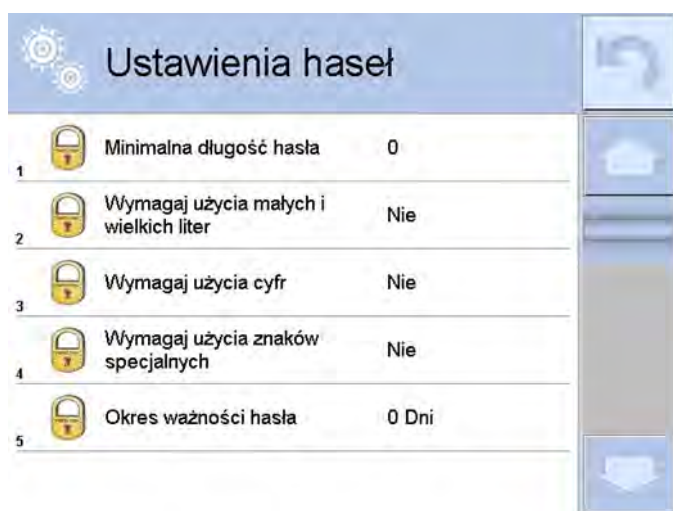 Ustawienia haseł
1 Minimalna długość hasła 0
Wymagaj użycia małych i
wielkich liter
2 Nie
3 Wymagaj użycia cyfr Nie
Wymagaj użycia znaków
specjalnych
4 Nie
5 Okres ważności hasła 0 Dni